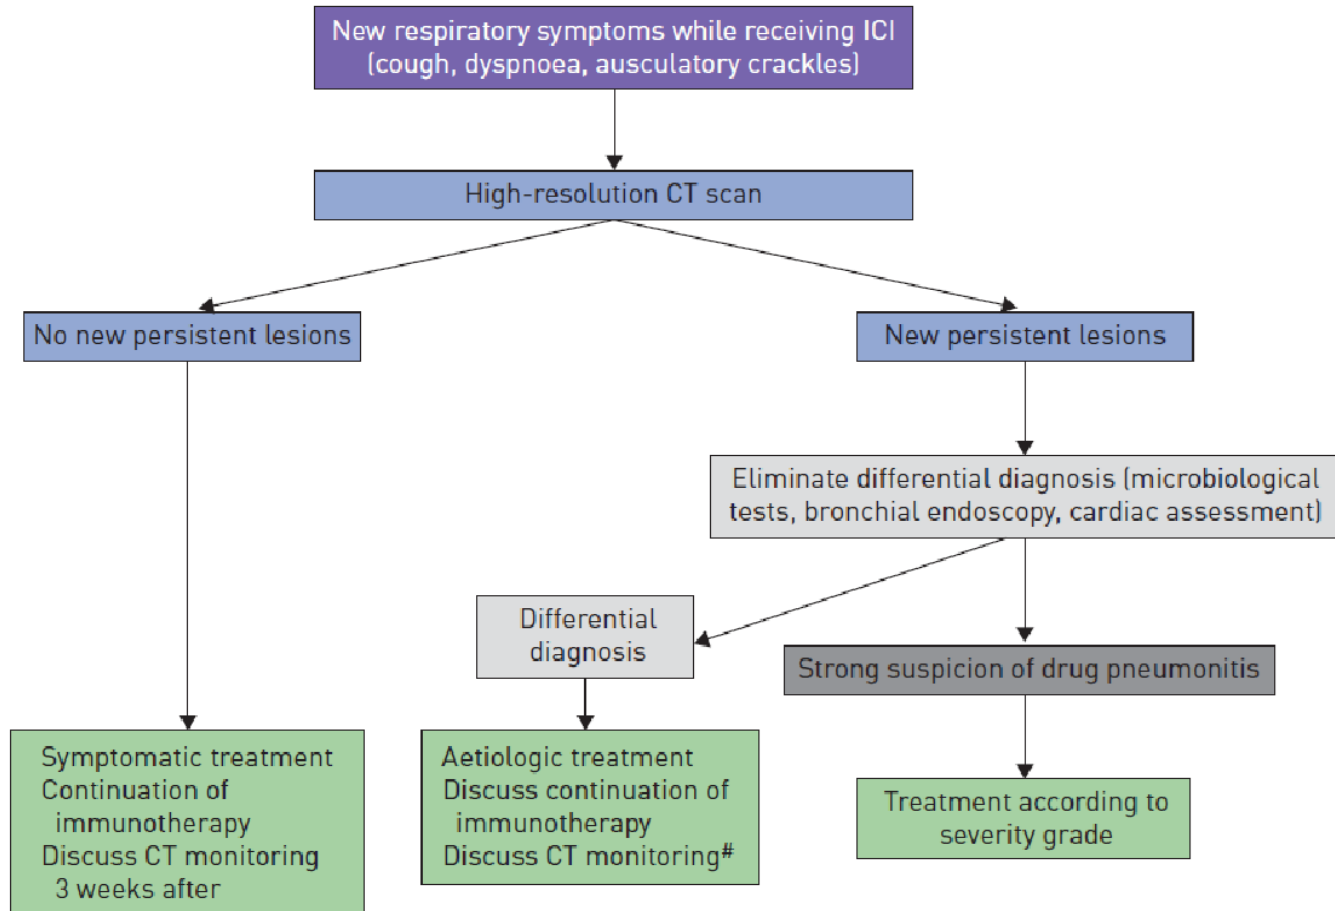 New respiratory symptoms while receiving ICI
(cough, dyspnoea, ausculatory crackles)
High-resolution CT scan
No new persistent lesions
New persistent lesions
Eliminate differential diagnosis (microbiological
tests, bronchial endoscopy, cardiac assessment)
Differential
diagnosis
Strong suspicion of drug pneumonitis
Symptomatic treatment
Continuation of
immunotherapy
Discuss CT monitoring
3 weeks after
Aetiologic treatment
Discuss continuation of
immunotherapy
Discuss CT monitoring#
Treatment according to
severity grade